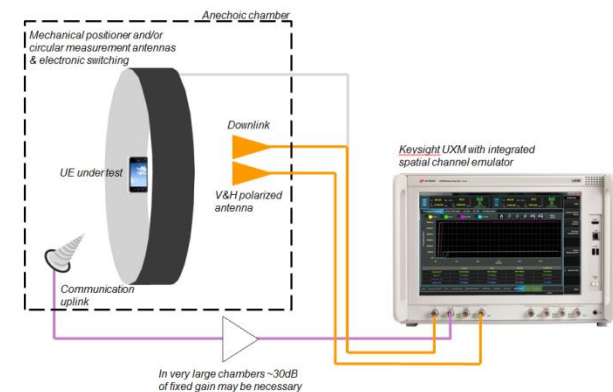 Anechoic chamber
Mechanical positioner and/or
circular measurement antennas
& electronic switching
Downlink
Keysight UXM with integrated
spatial channel emulator
UE under test
V&H polarized
antenna
Communication
uplink
In very large chambers ~30dB
of fixed gain may be necessary